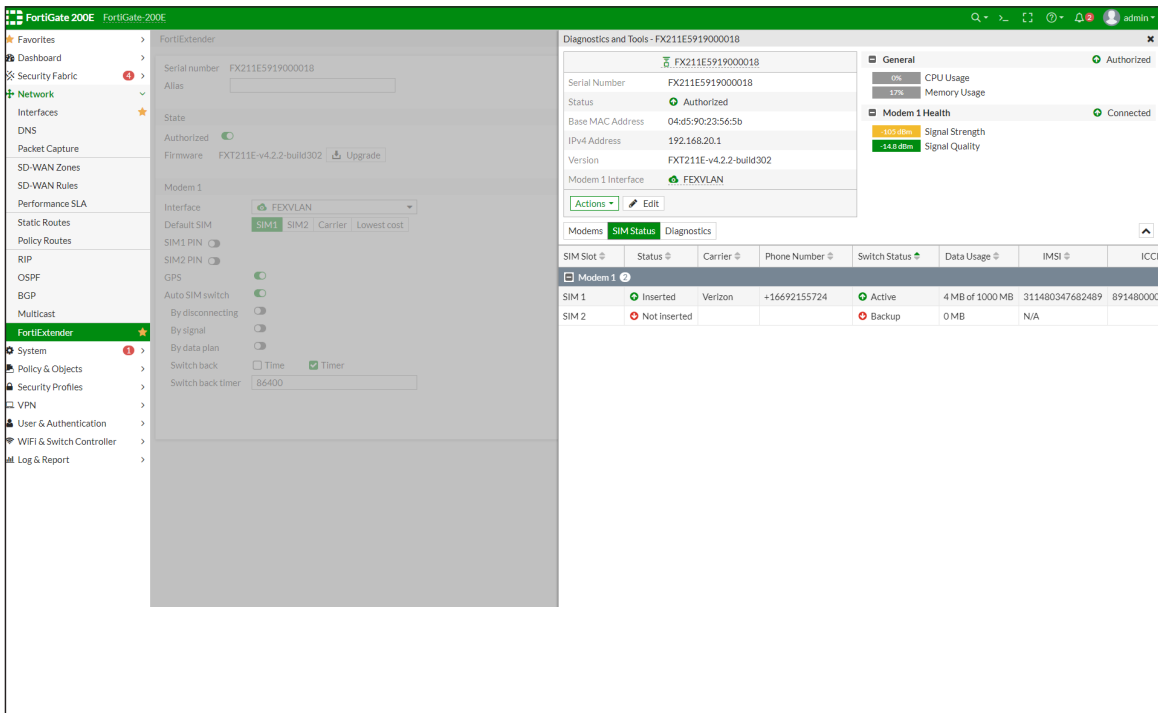 FortiGate 200E FortiGate-200E
2 admin
Favorites
Dashboard
Security Fabric 4
Network
Interfaces
DNS
Packet Capture
SD-WAN Zones
SD-WAN Rules
Performance SLA
Static Routes
Policy Routes
RIP
OSPF
BGP
Multicast
FortiExtender
System 1
Policy & Objects
Security Profiles
VPN
User & Authentication
WiFi & Switch Controller
Log & Report
FortiExtender
Serial number FX211E5919000018
Alias
State
Authorized
Firmware FXT211E-v4.2.2-build302 Upgrade
Modem 1
Interface FEXVLAN
Default SIM SIM1 SIM2 Carrier Lowest cost
SIM1 PIN
SIM2 PIN
GPS
Auto SIM switch
By disconnecting
By signal
By data plan
Switch back Time Timer
Switch back timer 86400
Diagnostics and Tools - FX211E5919000018
FX211E5919000018
Serial Number FX211E5919000018
Status Authorized
Base MAC Address 04:d5:90:23:56:5b
IPv4 Address 192.168.20.1
Version FXT211E-v4.2.2-build302
Modem 1 Interface FEXVLAN
Actions Edit
General Authorized
0% CPU Usage
17% Memory Usage
Modem 1 Health Connected
-105 dBm Signal Strength
-14.8 dBm Signal Quality
Modems SIM Status Diagnostics
SIM Slot Status Carrier Phone Number Switch Status Data Usage IMSI ICCI
Modem 1 2
SIM 1 Inserted Verizon +16692155724 Active 4 MB of 1000 MB 311480347682489 891480000
SIM 2 Not inserted Backup 0 MB N/A